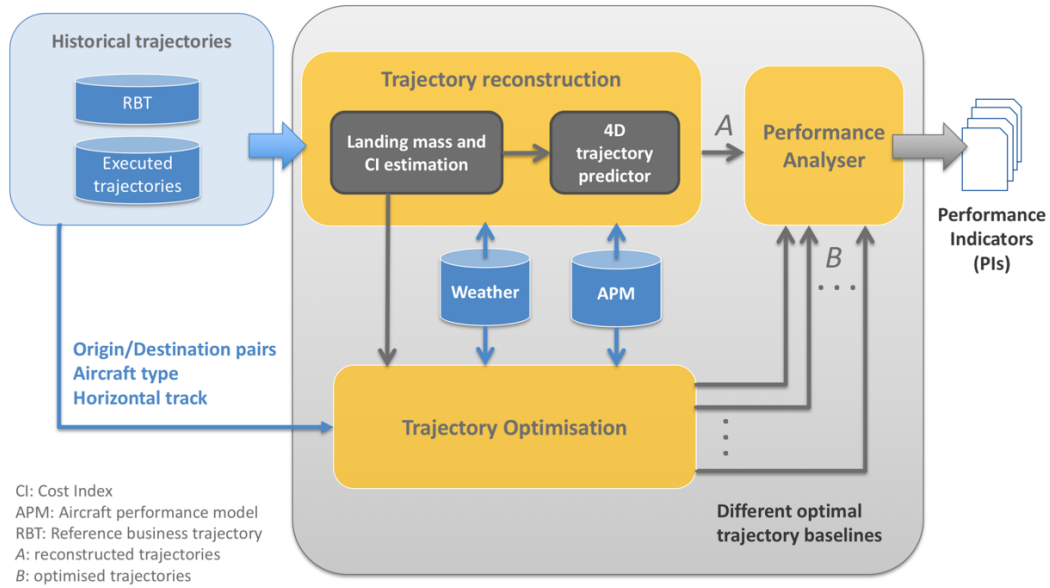 Historical trajectories
RBT
Executed
trajectories
Trajectory reconstruction
Landing mass and
CI estimation
4D
trajectory
predictor
A
Performance
Analyser
Performance
Indicators
(PIs)
B
. . .
Weather
APM
Origin/Destination pairs
Aircraft type
Horizontal track
Trajectory Optimisation
Different optimal
trajectory baselines
CI: Cost Index
APM: Aircraft performance model
RBT: Reference business trajectory
A: reconstructed trajectories
B: optimised trajectories